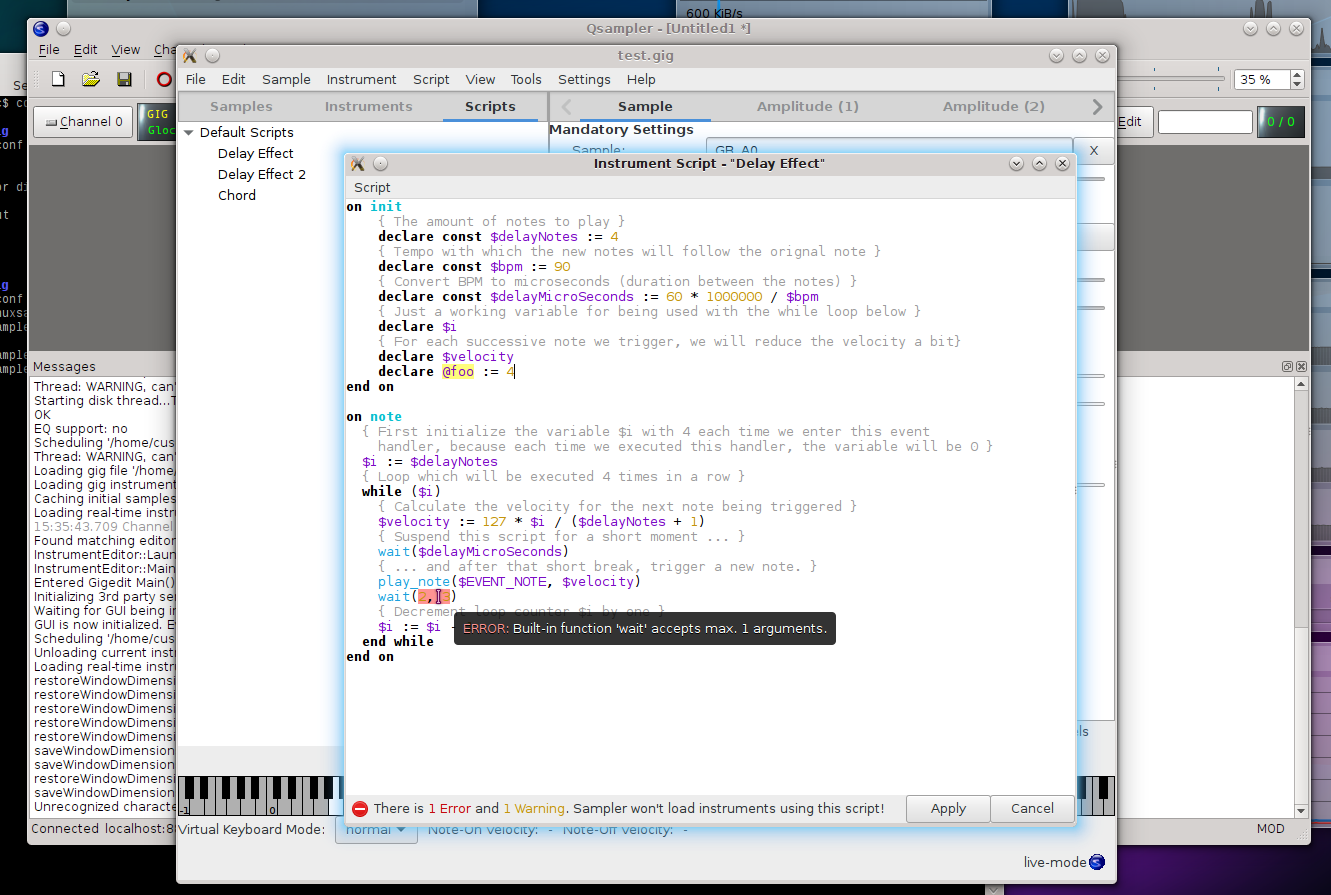 600 KiB/s
Qsampler - [Untitled1 *]
File Edit View Cha
test.gig
File Edit Sample Instrument Script View Tools Settings Help
35 %
Channel 0
GIG
Gloc
Edit
0 / 0
Samples Instruments Scripts
Sample Amplitude (1) Amplitude (2)
Default Scripts
Delay Effect
Delay Effect 2
Chord
Mandatory Settings
Sample: GB_A0 X
Instrument Script - "Delay Effect"
Script
on init
{ The amount of notes to play }
declare const $delayNotes := 4
{ Tempo with which the new notes will follow the orignal note }
declare const $bpm := 90
{ Convert BPM to microseconds (duration between the notes) }
declare const $delayMicroSeconds := 60 * 1000000 / $bpm
{ Just a working variable for being used with the while loop below }
declare $i
{ For each successive note we trigger, we will reduce the velocity a bit}
declare $velocity
declare @foo := 4
end on
on note
{ First initialize the variable $i with 4 each time we enter this event
handler, because each time we executed this handler, the variable will be 0 }
$i := $delayNotes
{ Loop which will be executed 4 times in a row }
while ($i)
{ Calculate the velocity for the next note being triggered }
$velocity := 127 * $i / ($delayNotes + 1)
{ Suspend this script for a short moment ... }
wait($delayMicroSeconds)
{ ... and after that short break, trigger a new note. }
play_note($EVENT_NOTE, $velocity)
wait(2, )
{ Decrement loop counter $i by one }
$i := $i -
ERROR: Built-in function 'wait' accepts max. 1 arguments.
end while
end on
There is 1 Error and 1 Warning. Sampler won't load instruments using this script!
Apply Cancel
Messages
Thread: WARNING, can'
Starting disk thread...T
OK
EQ support: no
Scheduling '/home/cus
Thread: WARNING, can'
Loading gig file '/home/
Loading gig instrument
Caching initial samples
Loading real-time instru
15:35:43.709 Channel
Found matching editor
InstrumentEditor::Laun
InstrumentEditor::Main
Entered Gigedit Main()
Initializing 3rd party ser
Waiting for GUI being in
GUI is now initialized. E
Scheduling '/home/cus
Unloading current instr
Loading real-time instru
restoreWindowDimensi
restoreWindowDimensi
restoreWindowDimensi
restoreWindowDimensi
saveWindowDimension
saveWindowDimension
restoreWindowDimensi
saveWindowDimension
Unrecognized characte
-1 0
Connected localhost:8
Virtual Keyboard Mode: normal Note-On Velocity: - Note-Off Velocity: -
MOD
live-mode